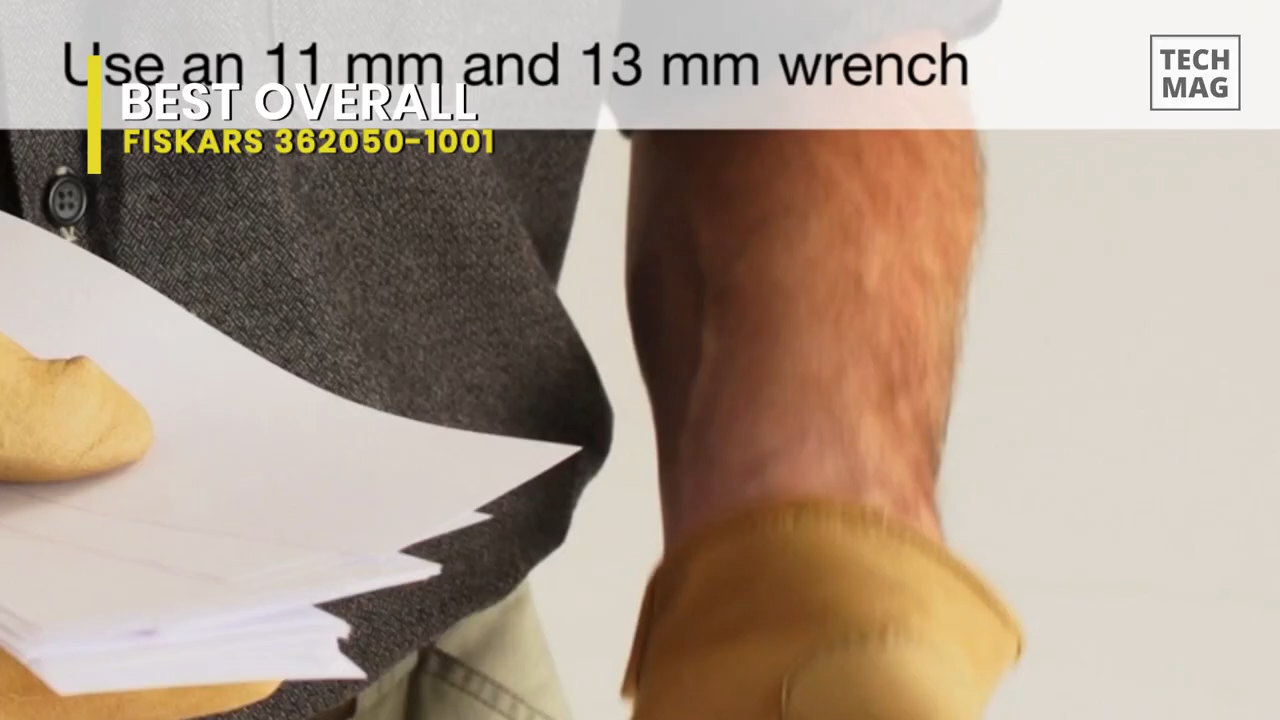 Use an 11 mm and 13 mm wrench
BEST OVERALL
FISKARS 362050-1001
TECH
MAG